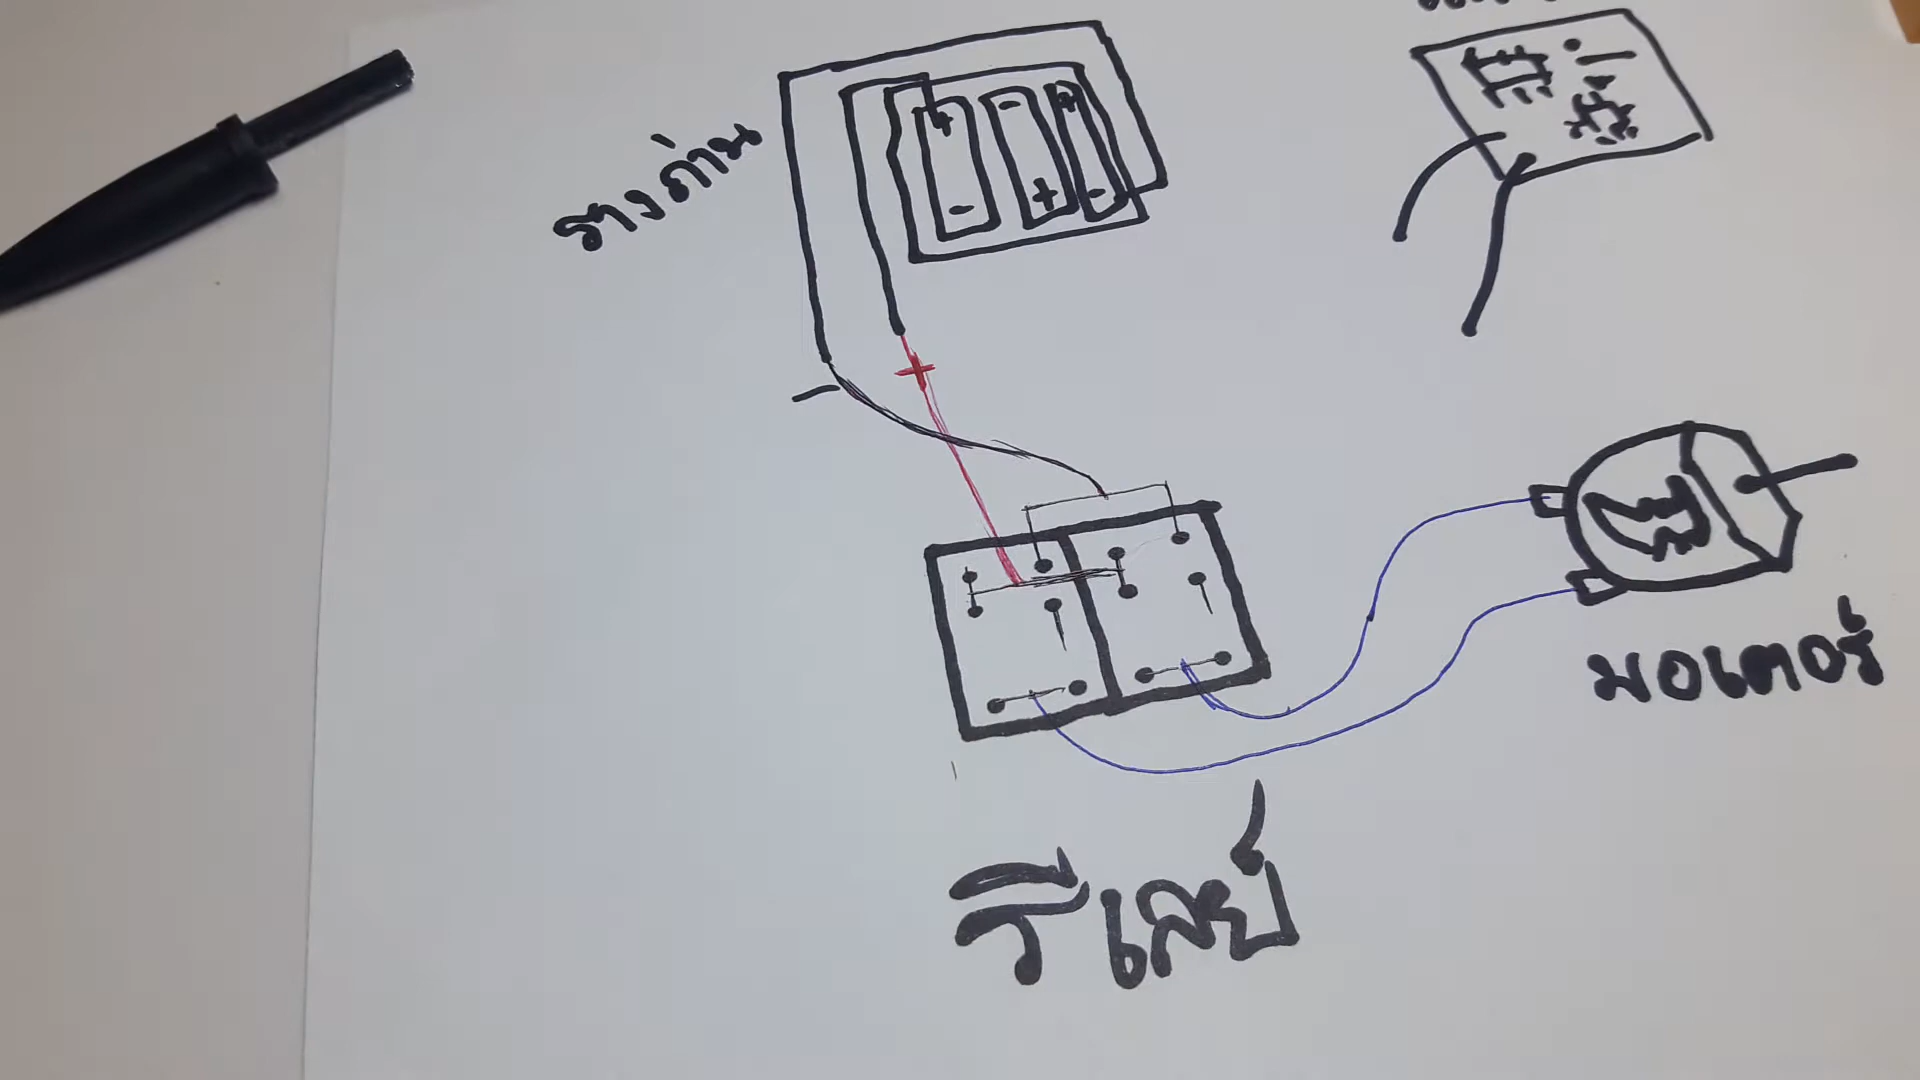 รางถ่าน
+
-
-
+
+
-
+
-
มอเตอร์
รีเลย์